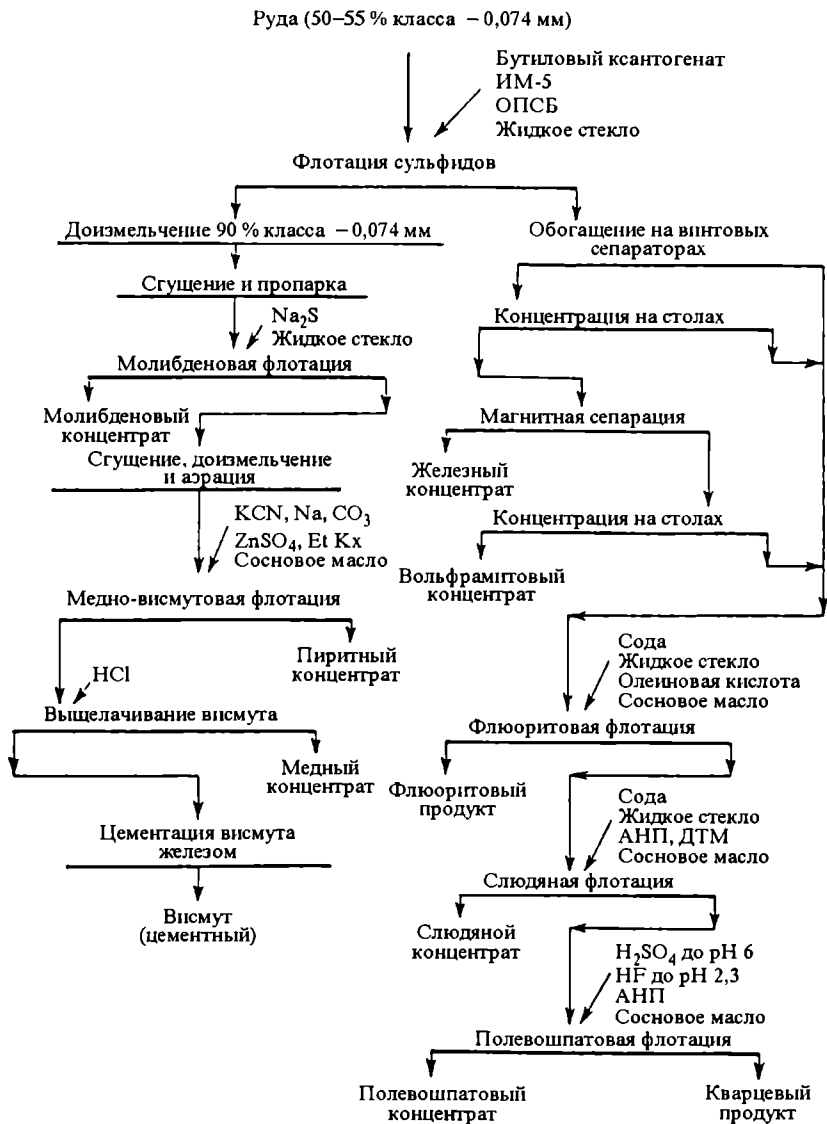 Руда (50–55 % класса − 0,074 мм)
Бутиловый ксантогенат
ИМ-5
ОПСБ
Жидкое стекло
Флотация сульфидов
Доизмельчение 90 % класса − 0,074 мм
Сгущение и пропарка
Na₂S
Жидкое стекло
Молибденовая флотация
Молибденовый
концентрат
Сгущение, доизмельчение
и аэрация
KCN, Na, CO₃
ZnSO₄, Et Kx
Сосновое масло
Медно-висмутовая флотация
Пиритный
концентрат
HCl
Выщелачивание висмута
Медный
концентрат
Цементация висмута
железом
Висмут
(цементный)
Обогащение на винтовых
сепараторах
Концентрация на столах
Магнитная сепарация
Железный
концентрат
Концентрация на столах
Вольфрамитовый
концентрат
Сода
Жидкое стекло
Олеиновая кислота
Сосновое масло
Флюоритовая флотация
Флюоритовый
продукт
Сода
Жидкое стекло
АНП, ДТМ
Сосновое масло
Слюдяная флотация
Слюдяной
концентрат
H₂SO₄ до pH 6
HF до pH 2,3
АНП
Сосновое масло
Полевошпатовая флотация
Полевошпатовый
концентрат
Кварцевый
продукт